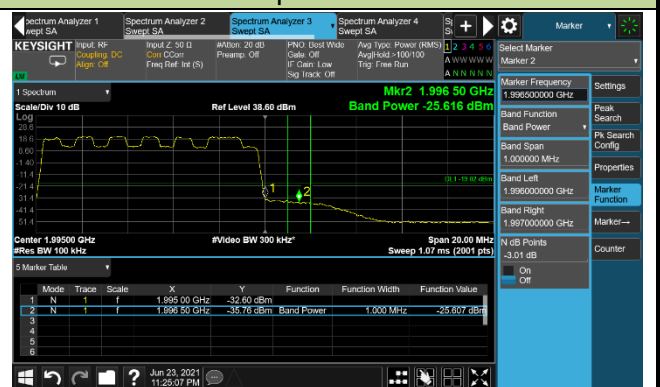 Spectrum Analyzer 1
Swept SA
Spectrum Analyzer 2
Swept SA
Spectrum Analyzer 3
Swept SA
Spectrum Analyzer 4
Swept SA
Marker
KEYSIGHT
Input: RF
Coupling: DC
Align: Off
Input Z: 50 Ω
Corr CCorr
Freq Ref: Int (S)
#Atten: 20 dB
Preamp: Off
PNO: Best Wide
Gate: Off
IF Gain: Low
Sig Track: Off
Avg Type: Power (RMS)
Avg|Hold:>100/100
Trig: Free Run
1 2 3 4 5 6
A W W W W W
A N N N N N
LM
1 Spectrum
Scale/Div 10 dB
Log
Ref Level 38.60 dBm
Mkr2 1.996 50 GHz
Band Power -25.616 dBm
28.6
18.6
8.60
-1.40
-11.4
-21.4
-31.4
-41.4
-51.4
DL1 -19.02 dBm
1
2
Center 1.99500 GHz
#Res BW 100 kHz
#Video BW 300 kHz*
Span 20.00 MHz
Sweep 1.07 ms (2001 pts)
5 Marker Table
Mode Trace Scale X Y Function Function Width Function Value
1 N 1 f 1.995 00 GHz -32.60 dBm
2 N 1 f 1.996 50 GHz -35.76 dBm Band Power 1.000 MHz -25.607 dBm
3
4
5
6
Jun 23, 2021
11:25:07 PM
Select Marker
Marker 2
Marker Frequency
1.996500000 GHz
Band Function
Band Power
Band Span
1.000000 MHz
Band Left
1.996000000 GHz
Band Right
1.997000000 GHz
N dB Points
-3.01 dB
On
Off
Settings
Peak
Search
Pk Search
Config
Properties
Marker
Function
Marker→
Counter